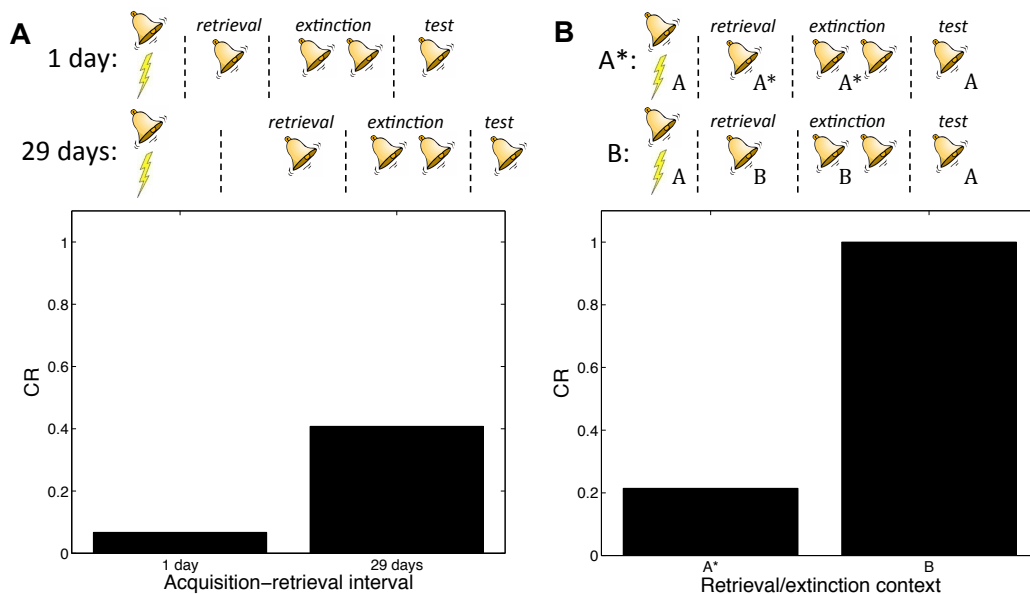 A
retrieval extinction test
1 day:
retrieval extinction test
29 days:
1
0.8
0.6
0.4
0.2
0
CR
1 day 29 days
Acquisition–retrieval interval
B
retrieval extinction test
A*: A A* A* A
retrieval extinction test
B: A B B A
1
0.8
0.6
0.4
0.2
0
CR
A* B
Retrieval/extinction context